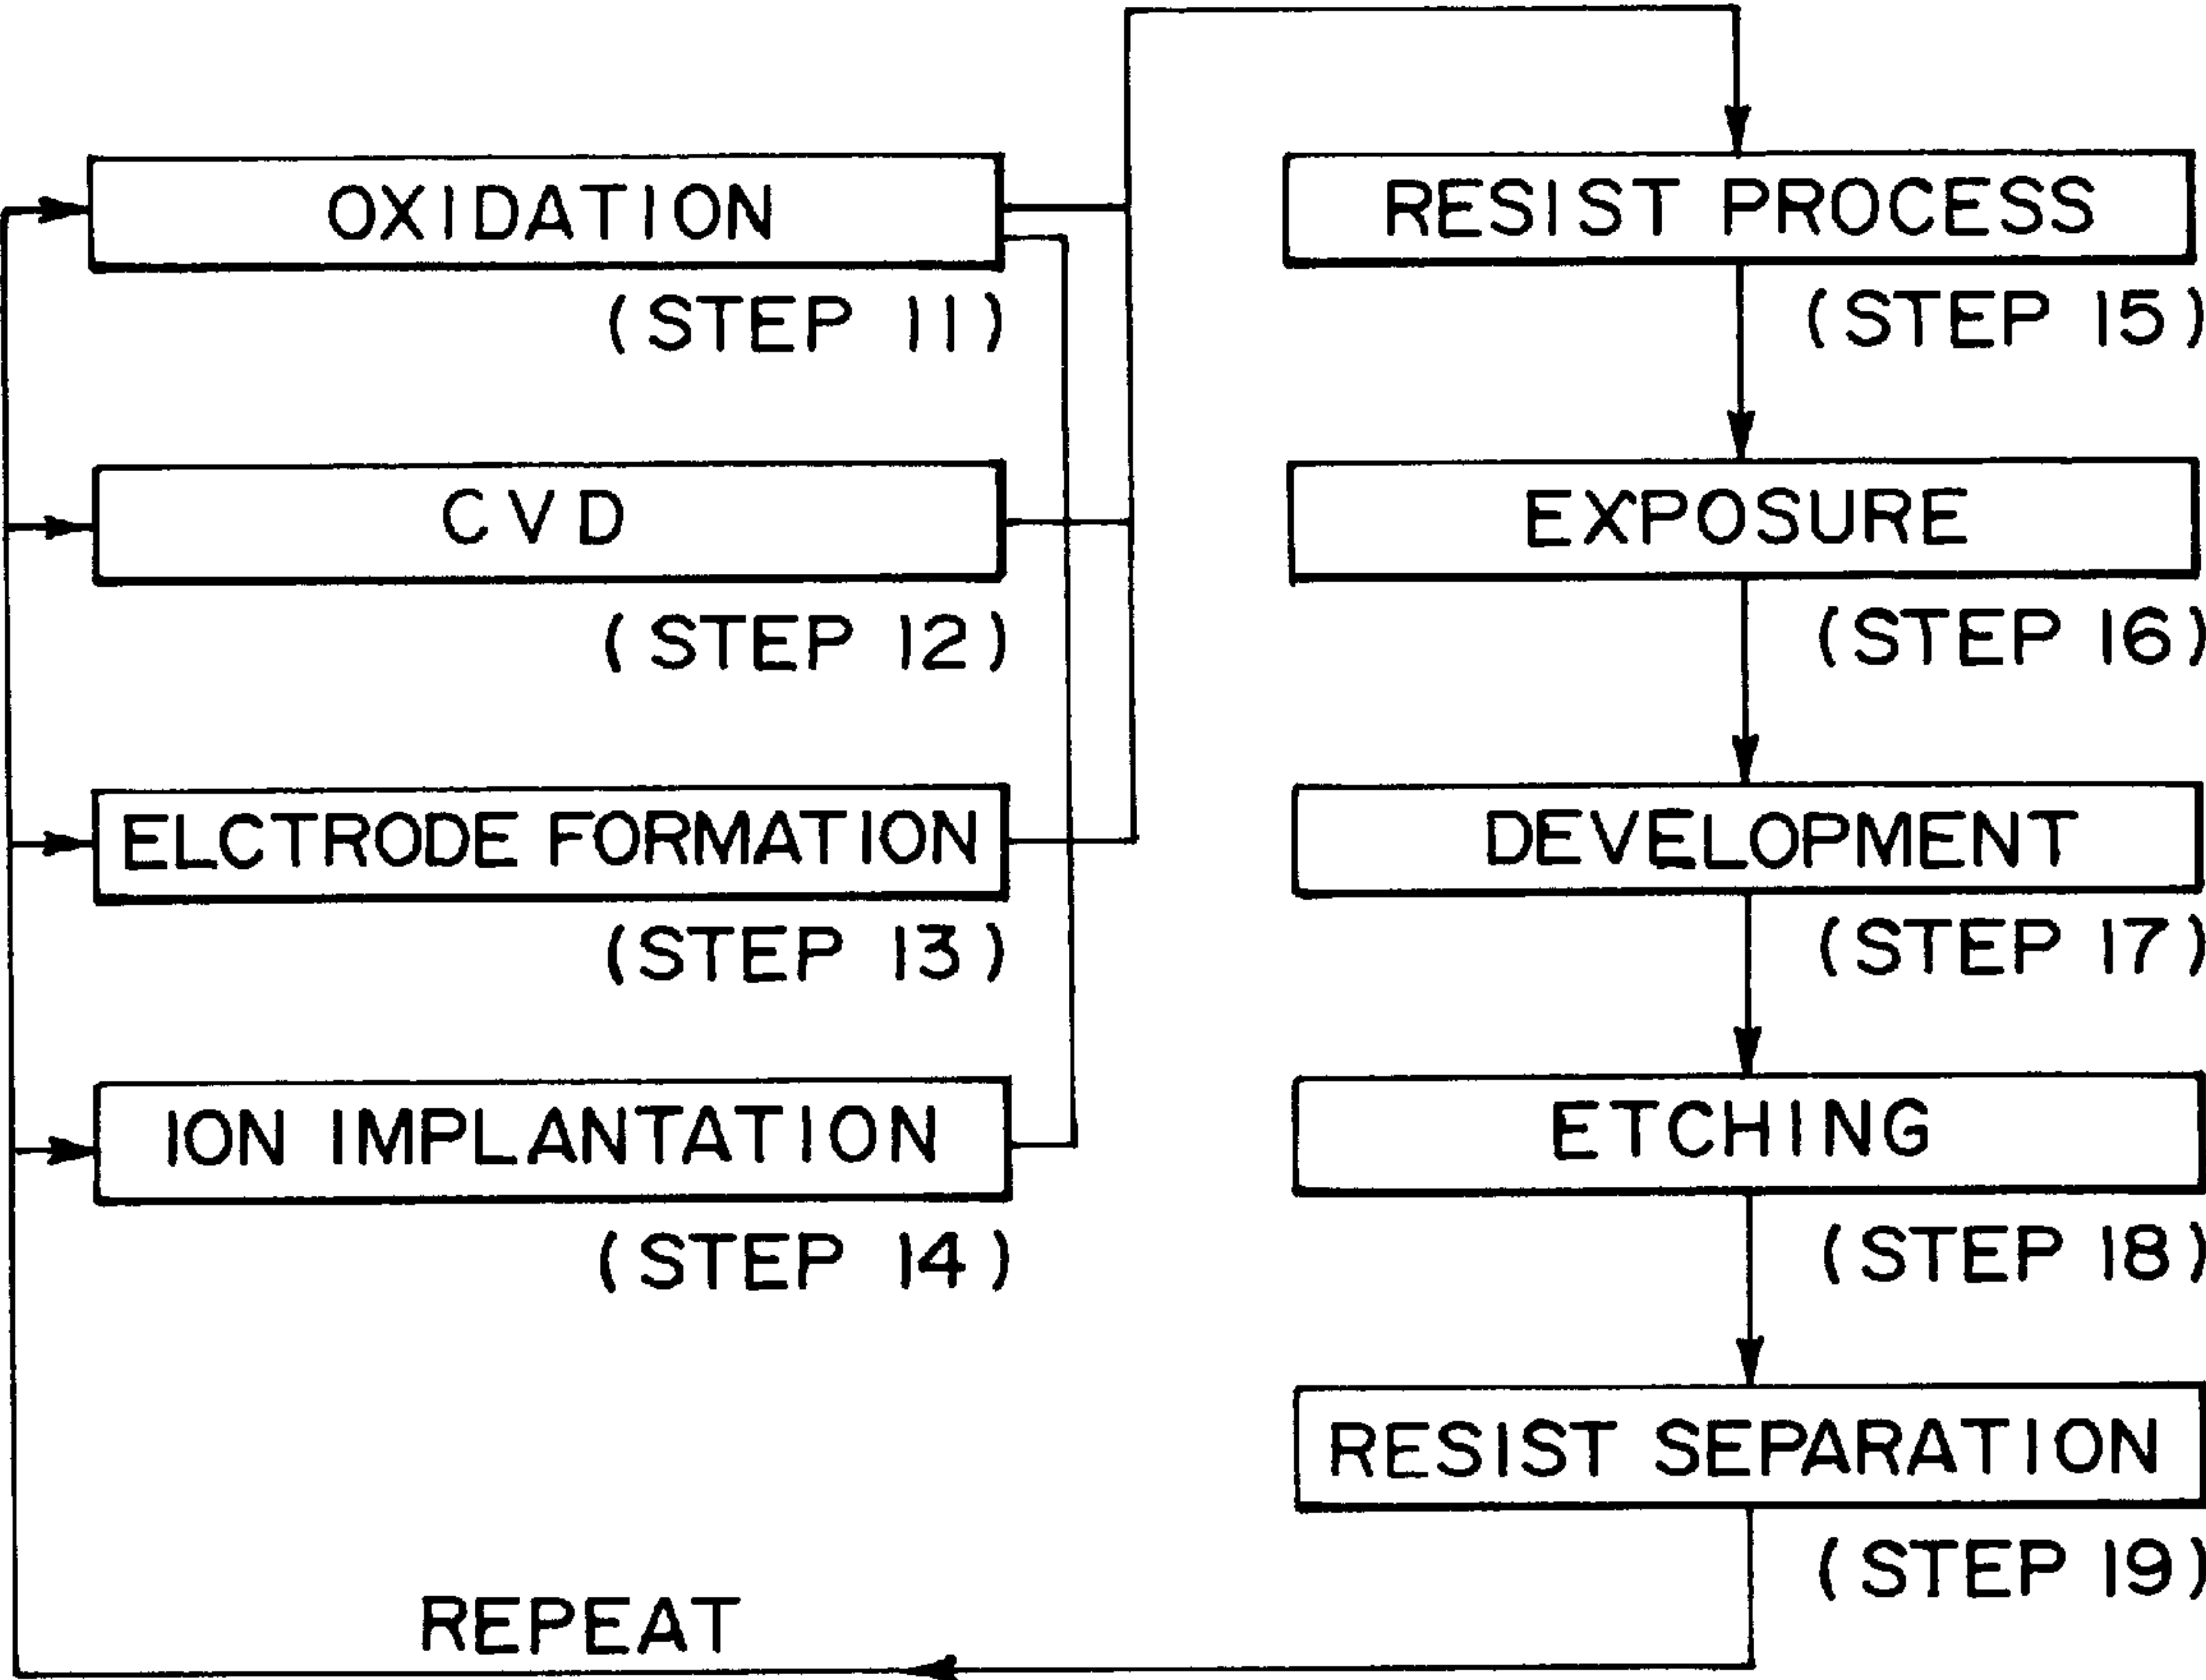 OXIDATION
(STEP 11)
CVD
(STEP 12)
ELCTRODE FORMATION
(STEP 13)
ION IMPLANTATION
(STEP 14)
RESIST PROCESS
(STEP 15)
EXPOSURE
(STEP 16)
DEVELOPMENT
(STEP 17)
ETCHING
(STEP 18)
RESIST SEPARATION
(STEP 19)
REPEAT